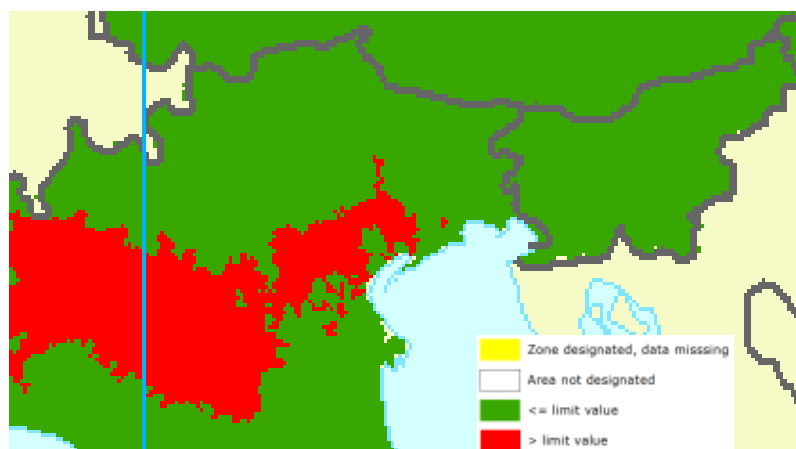 Zone designated, data misssing
Area not designated
<= limit value
> limit value